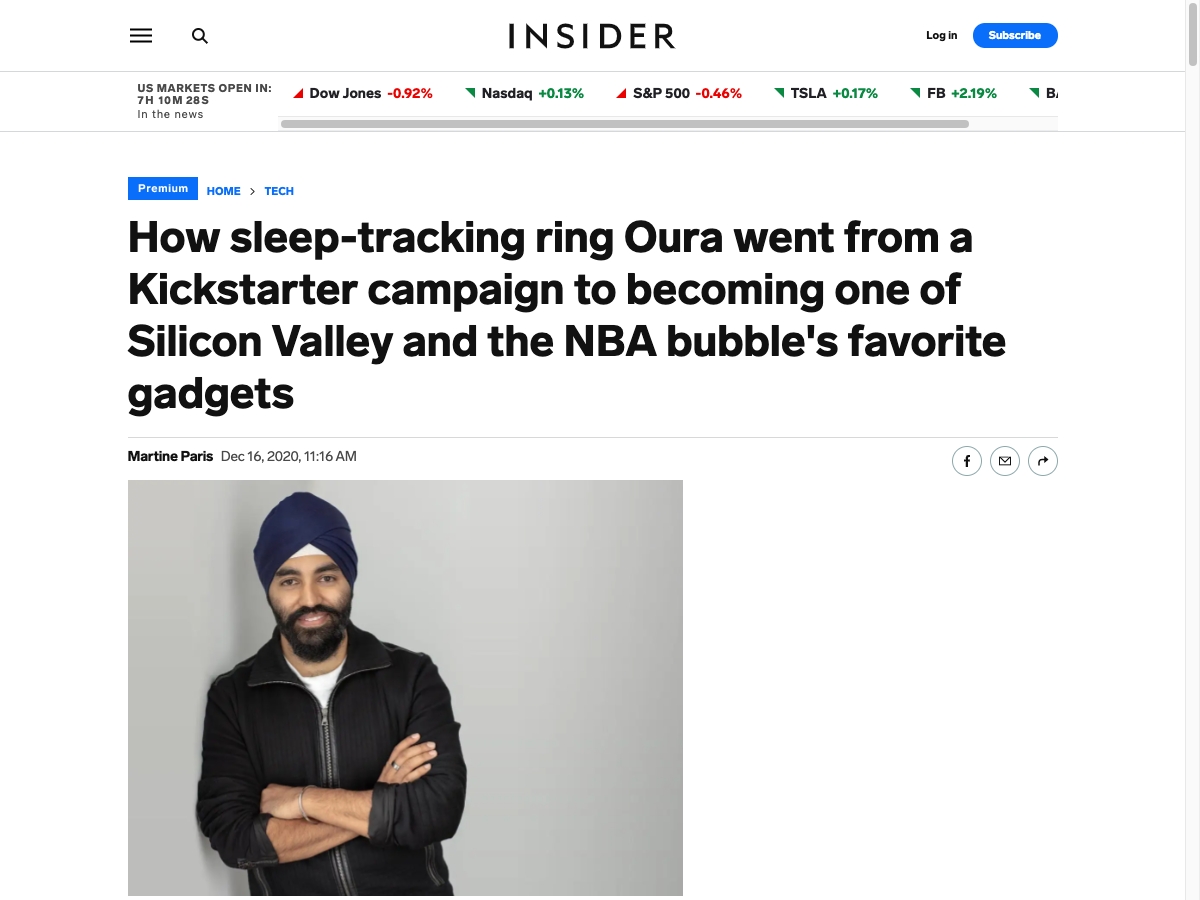 INSIDER
Log in
Subscribe
US MARKETS OPEN IN:
7H 10M 28S
In the news
Dow Jones -0.92%
Nasdaq +0.13%
S&P 500 -0.46%
TSLA +0.17%
FB +2.19%
Premium
HOME > TECH
How sleep-tracking ring Oura went from a
Kickstarter campaign to becoming one of
Silicon Valley and the NBA bubble's favorite
gadgets
Martine Paris Dec 16, 2020, 11:16 AM